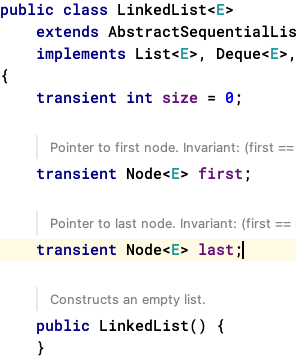 public class LinkedList<E>
extends AbstractSequentialLis
implements List<E>, Deque<E>,
{
transient int size = 0;
Pointer to first node. Invariant: (first ==
transient Node<E> first;
Pointer to last node. Invariant: (first ==
transient Node<E> last;
Constructs an empty list.
public LinkedList() {
}